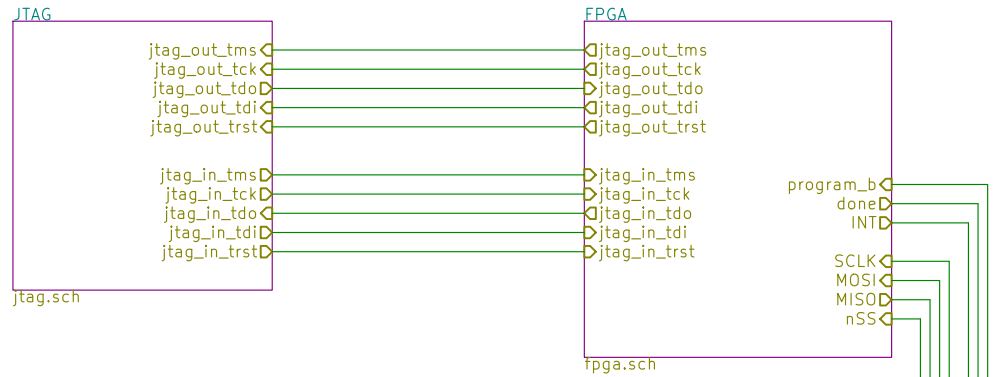 JTAG
jtag_out_tms
jtag_out_tck
jtag_out_tdo
jtag_out_tdi
jtag_out_trst
jtag_in_tms
jtag_in_tck
jtag_in_tdo
jtag_in_tdi
jtag_in_trst
jtag.sch
FPGA
jtag_out_tms
jtag_out_tck
jtag_out_tdo
jtag_out_tdi
jtag_out_trst
jtag_in_tms
jtag_in_tck
jtag_in_tdo
jtag_in_tdi
jtag_in_trst
program_b
done
INT
SCLK
MOSI
MISO
nSS
fpga.sch